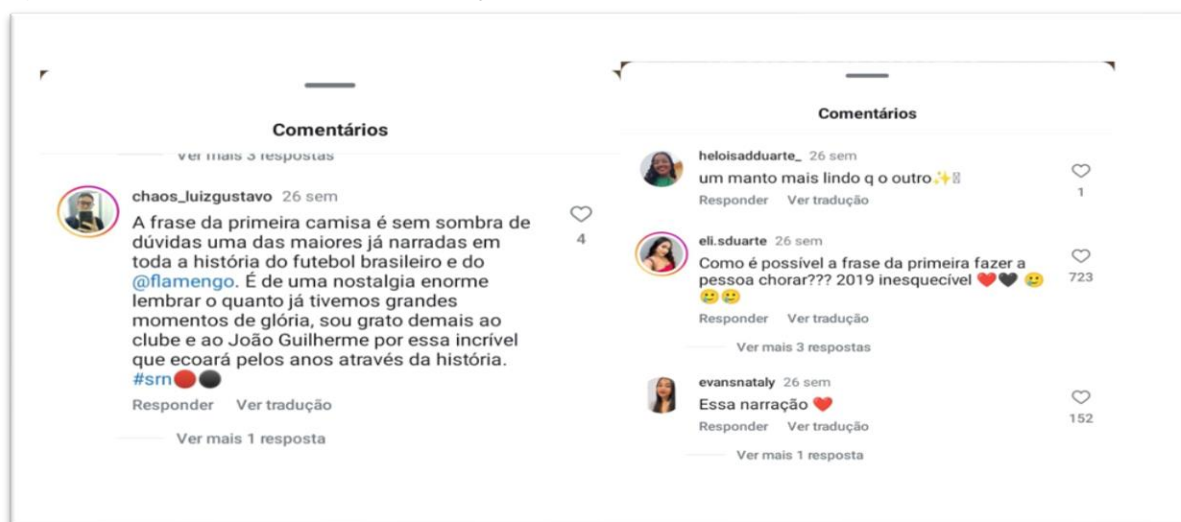 Comentários
Ver mais 3 respostas
chaos_luizgustavo 26 sem
A frase da primeira camisa é sem sombra de
dúvidas uma das maiores já narradas em
toda a história do futebol brasileiro e do
@flamengo. É de uma nostalgia enorme
lembrar o quanto já tivemos grandes
momentos de glória, sou grato demais ao
clube e ao João Guilherme por essa incrível
que ecoará pelos anos através da história.
#srn🔴⚫
4
Responder Ver tradução
Ver mais 1 resposta
Comentários
heloisadduarte_ 26 sem
um manto mais lindo q o outro✨
1
Responder Ver tradução
eli.sduarte 26 sem
Como é possível a frase da primeira fazer a
pessoa chorar??? 2019 inesquecível ❤️🖤 🥲
🥲🥲
723
Responder Ver tradução
Ver mais 3 respostas
evansnataly 26 sem
Essa narração ❤️
152
Responder Ver tradução
Ver mais 1 resposta